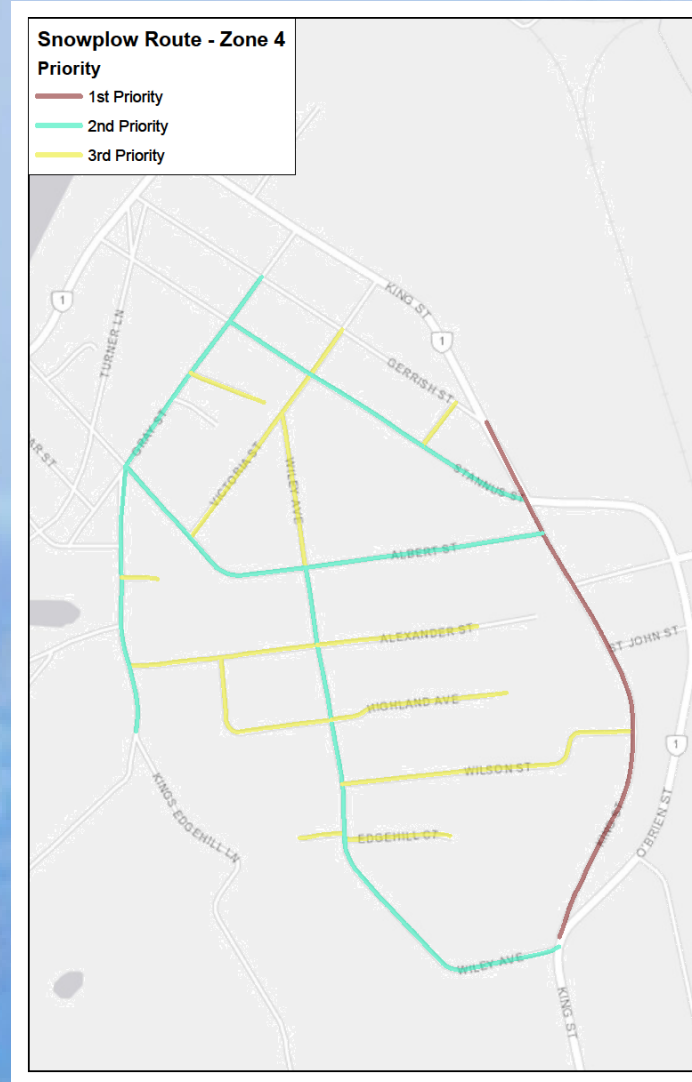 Snowplow Route - Zone 4
Priority
1st Priority
2nd Priority
3rd Priority
KING ST
1
1
TURNER LN
GERRISH ST
GRAY ST
AR ST
VICTORIA ST
WILEY AVE
STANNUS S
ALBERT ST
ALEXANDER ST
ST JOHN ST
HIGHLAND AVE
1
WILSON ST
KINGS EDGEHILL LN
KING ST
O'BRIEN ST
EDGEHILL CT
WILEY AVE
KING ST